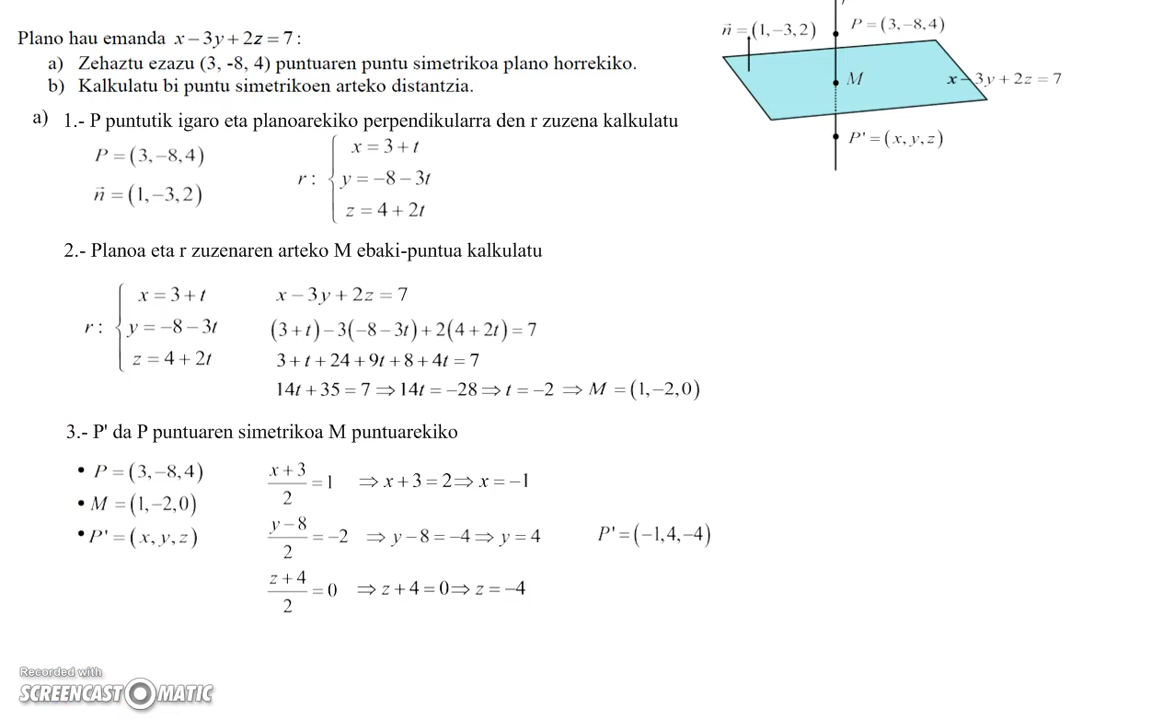 Plano hau emanda x − 3y + 2z = 7 :
a) Zehaztu ezazu (3, -8, 4) puntuaren puntu simetrikoa plano horrekiko.
b) Kalkulatu bi puntu simetrikoen arteko distantzia.
n⃗ = (1,−3,2)
P = (3,−8,4)
M
x − 3y + 2z = 7
P' = (x, y, z)
a) 1.- P puntutik igaro eta planoarekiko perpendikularra den r zuzena kalkulatu
P = (3,−8,4)
n⃗ = (1,−3,2)
r : { x = 3 + t
y = −8 − 3t
z = 4 + 2t
2.- Planoa eta r zuzenaren arteko M ebaki-puntua kalkulatu
r : { x = 3 + t
y = −8 − 3t
z = 4 + 2t
x − 3y + 2z = 7
(3 + t) − 3(−8 − 3t) + 2(4 + 2t) = 7
3 + t + 24 + 9t + 8 + 4t = 7
14t + 35 = 7 ⇒ 14t = −28 ⇒ t = −2 ⇒ M = (1,−2,0)
3.- P' da P puntuaren simetrikoa M puntuarekiko
• P = (3,−8,4)
• M = (1,−2,0)
• P' = (x, y, z)
(x + 3)/2 = 1 ⇒ x + 3 = 2 ⇒ x = −1
(y − 8)/2 = −2 ⇒ y − 8 = −4 ⇒ y = 4
(z + 4)/2 = 0 ⇒ z + 4 = 0 ⇒ z = −4
P' = (−1,4,−4)
Recorded with
SCREENCAST-O-MATIC